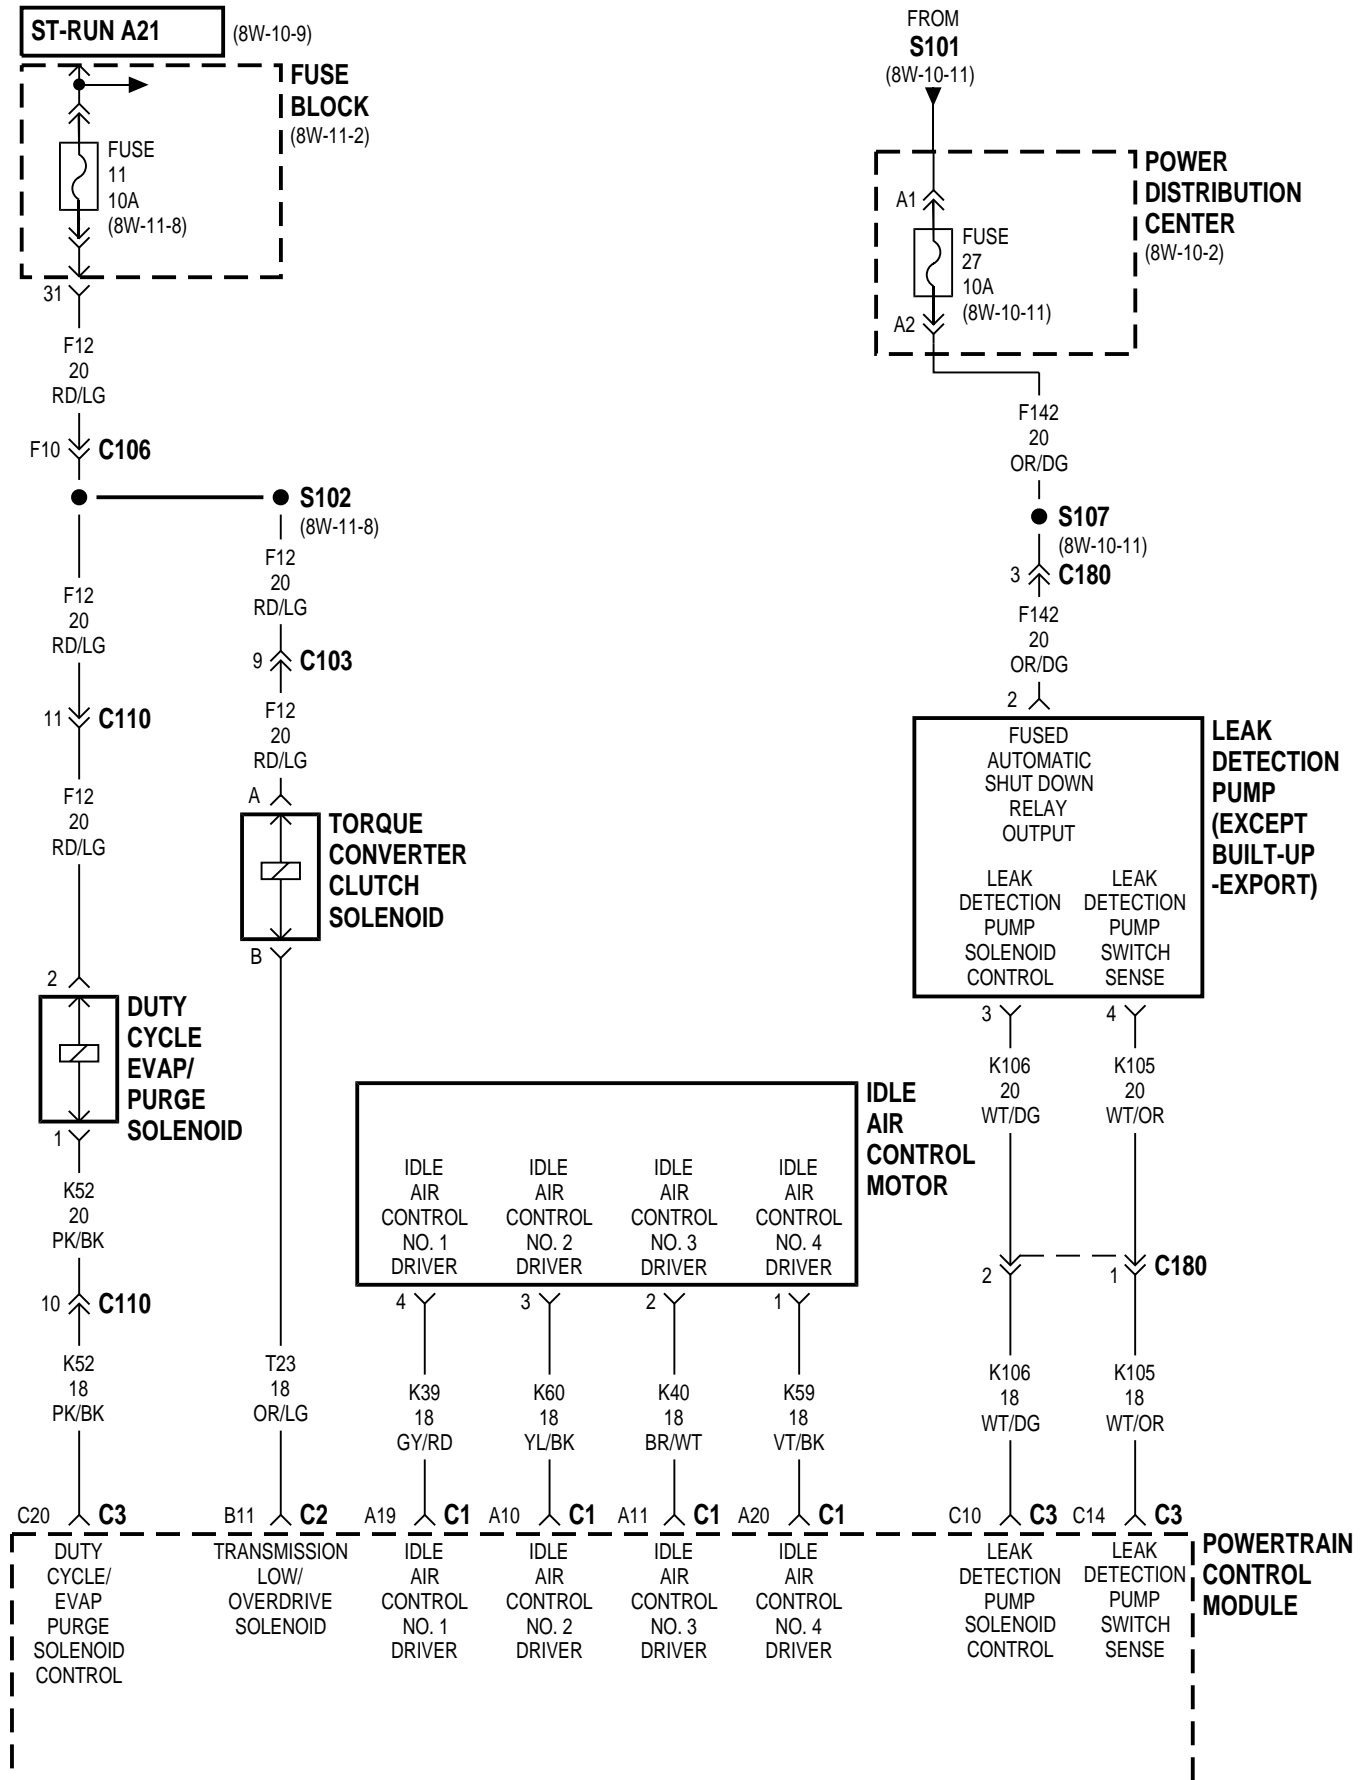 ST-RUN A21
(8W-10-9)
FUSE
BLOCK
(8W-11-2)
FUSE
11
10A
(8W-11-8)
31
F12
20
RD/LG
F10
C106
S102
(8W-11-8)
F12
20
RD/LG
11
C110
F12
20
RD/LG
2
DUTY
CYCLE
EVAP/
PURGE
SOLENOID
1
K52
20
PK/BK
10
C110
K52
18
PK/BK
C20
C3
F12
20
RD/LG
9
C103
F12
20
RD/LG
A
TORQUE
CONVERTER
CLUTCH
SOLENOID
B
T23
18
OR/LG
B11
C2
IDLE
AIR
CONTROL
MOTOR
IDLE
AIR
CONTROL
NO. 1
DRIVER
IDLE
AIR
CONTROL
NO. 2
DRIVER
IDLE
AIR
CONTROL
NO. 3
DRIVER
IDLE
AIR
CONTROL
NO. 4
DRIVER
4
3
2
1
K39
18
GY/RD
K60
18
YL/BK
K40
18
BR/WT
K59
18
VT/BK
A19
C1
A10
C1
A11
C1
A20
C1
FROM
S101
(8W-10-11)
POWER
DISTRIBUTION
CENTER
(8W-10-2)
A1
FUSE
27
10A
(8W-10-11)
A2
F142
20
OR/DG
S107
(8W-10-11)
3
C180
F142
20
OR/DG
2
LEAK
DETECTION
PUMP
(EXCEPT
BUILT-UP
-EXPORT)
FUSED
AUTOMATIC
SHUT DOWN
RELAY
OUTPUT
LEAK
DETECTION
PUMP
SOLENOID
CONTROL
LEAK
DETECTION
PUMP
SWITCH
SENSE
3
4
K106
20
WT/DG
K105
20
WT/OR
2
1
C180
K106
18
WT/DG
K105
18
WT/OR
C10
C3
C14
C3
POWERTRAIN
CONTROL
MODULE
DUTY
CYCLE/
EVAP
PURGE
SOLENOID
CONTROL
TRANSMISSION
LOW/
OVERDRIVE
SOLENOID
IDLE
AIR
CONTROL
NO. 1
DRIVER
IDLE
AIR
CONTROL
NO. 2
DRIVER
IDLE
AIR
CONTROL
NO. 3
DRIVER
IDLE
AIR
CONTROL
NO. 4
DRIVER
LEAK
DETECTION
PUMP
SOLENOID
CONTROL
LEAK
DETECTION
PUMP
SWITCH
SENSE